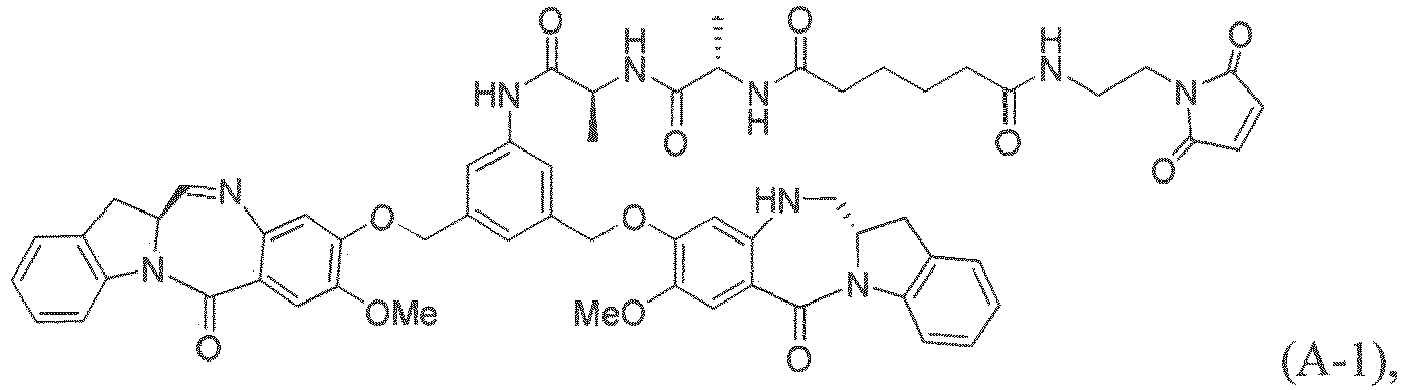 O H N O O H N O
HN O N H O N O
N HN
O O
N OMe MeO N
O O
(A-1),